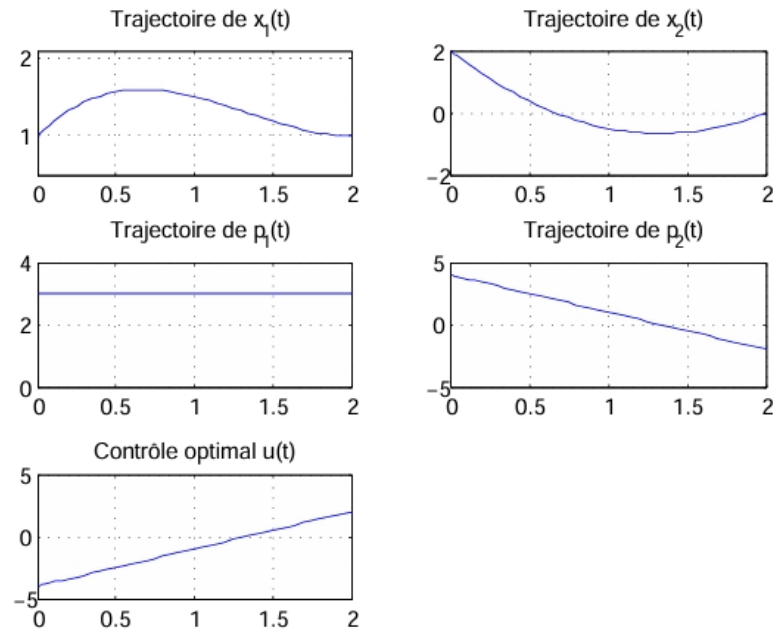 Trajectoire de x₁(t)
2
1
0 0.5 1 1.5 2
Trajectoire de x₂(t)
2
0
−2
0 0.5 1 1.5 2
Trajectoire de p₁(t)
4
2
0
0 0.5 1 1.5 2
Trajectoire de p₂(t)
5
0
−5
0 0.5 1 1.5 2
Contrôle optimal u(t)
5
0
−5
0 0.5 1 1.5 2